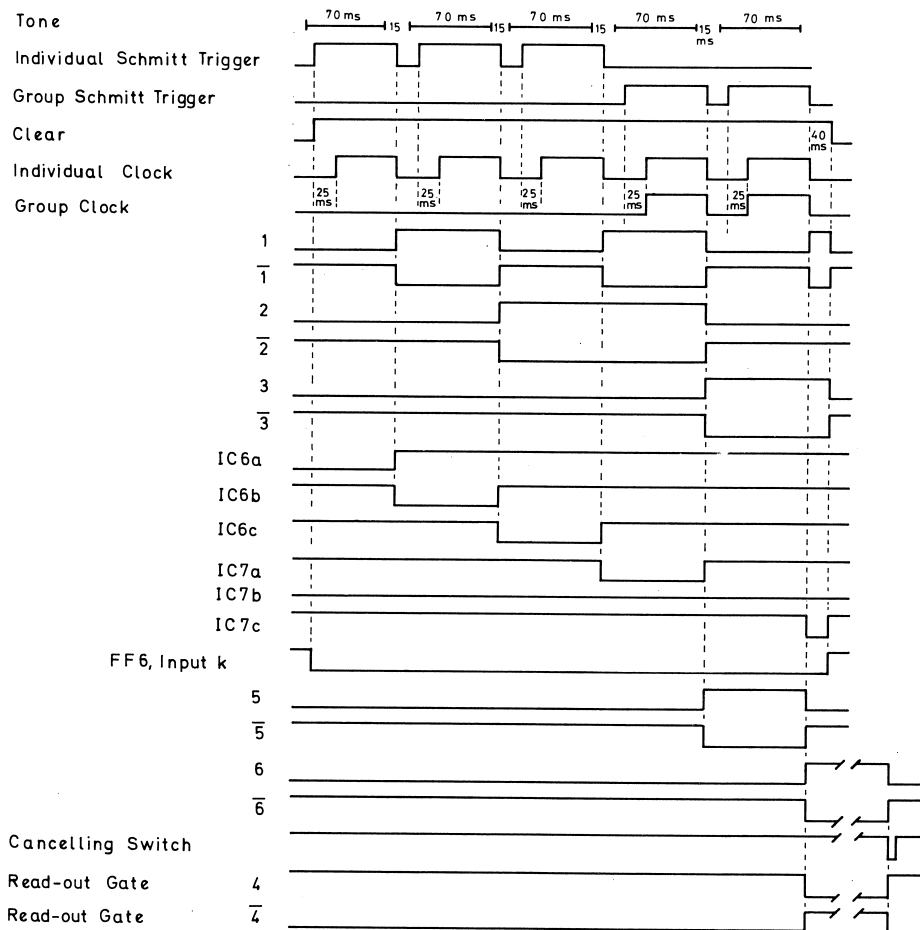 Tone 70 ms 15 70 ms 15 70 ms 15 70 ms 15 ms 70 ms
Individual Schmitt Trigger
Group Schmitt Trigger
Clear 40 ms
Individual Clock
25 ms 25 ms 25 ms 25 ms 25 ms
Group Clock
1
1̅
2
2̅
3
3̅
IC6a
IC6b
IC6c
IC7a
IC7b
IC7c
FF6, Input k
5
5̅
6
6̅
Cancelling Switch
Read-out Gate 4
Read-out Gate 4̅